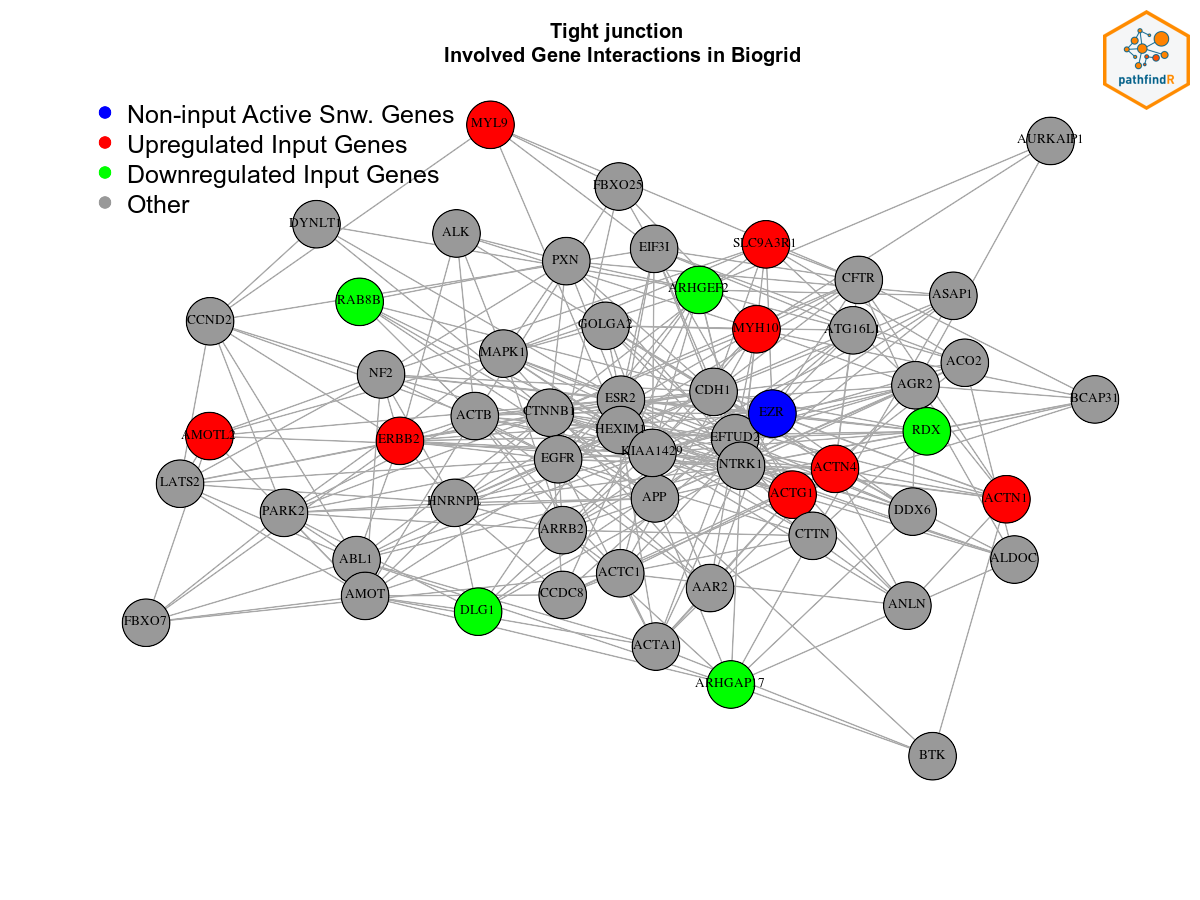 Tight junction
Involved Gene Interactions in Biogrid
pathfindR
Non-input Active Snw. Genes
Upregulated Input Genes
Downregulated Input Genes
Other
MYL9
AURKAIP1
FBXO25
DYNLT1
ALK
EIF3I
SLC9A3R1
PXN
CFTR
ARHGEF2
ASAP1
RAB8B
CCND2
GOLGA2
MYH10
ATG16L1
MAPK1
ACO2
NF2
CDH1
AGR2
ESR2
BCAP31
ACTB
CTNNB1
EZR
HEXIM1
RDX
AMOTL2
ERBB2
EFTUD2
KIAA1429
EGFR
NTRK1
ACTN4
LATS2
ACTG1
HNRNPL
APP
ACTN1
PARK2
DDX6
ARRB2
CTTN
ABL1
ALDOC
ACTC1
AAR2
AMOT
CCDC8
ANLN
DLG1
FBXO7
ACTA1
ARHGAP17
BTK